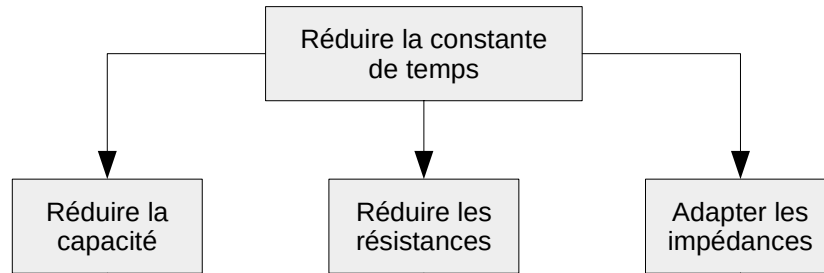 Réduire la constante
de temps
Réduire la
capacité
Réduire les
résistances
Adapter les
impédances